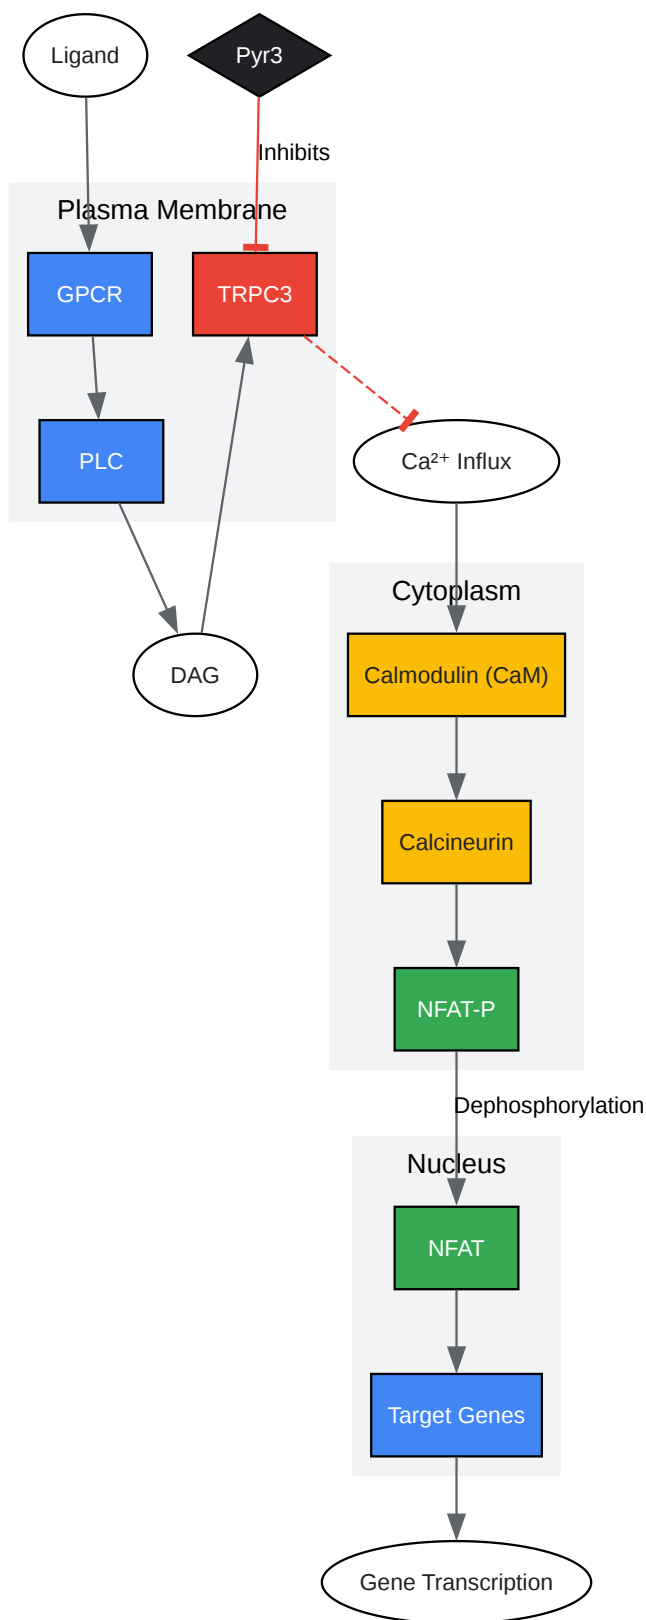 Ligand
Pyr3
Inhibits
Plasma Membrane
GPCR
TRPC3
PLC
Ca²⁺ Influx
Cytoplasm
DAG
Calmodulin (CaM)
Calcineurin
NFAT-P
Dephosphorylation
Nucleus
NFAT
Target Genes
Gene Transcription